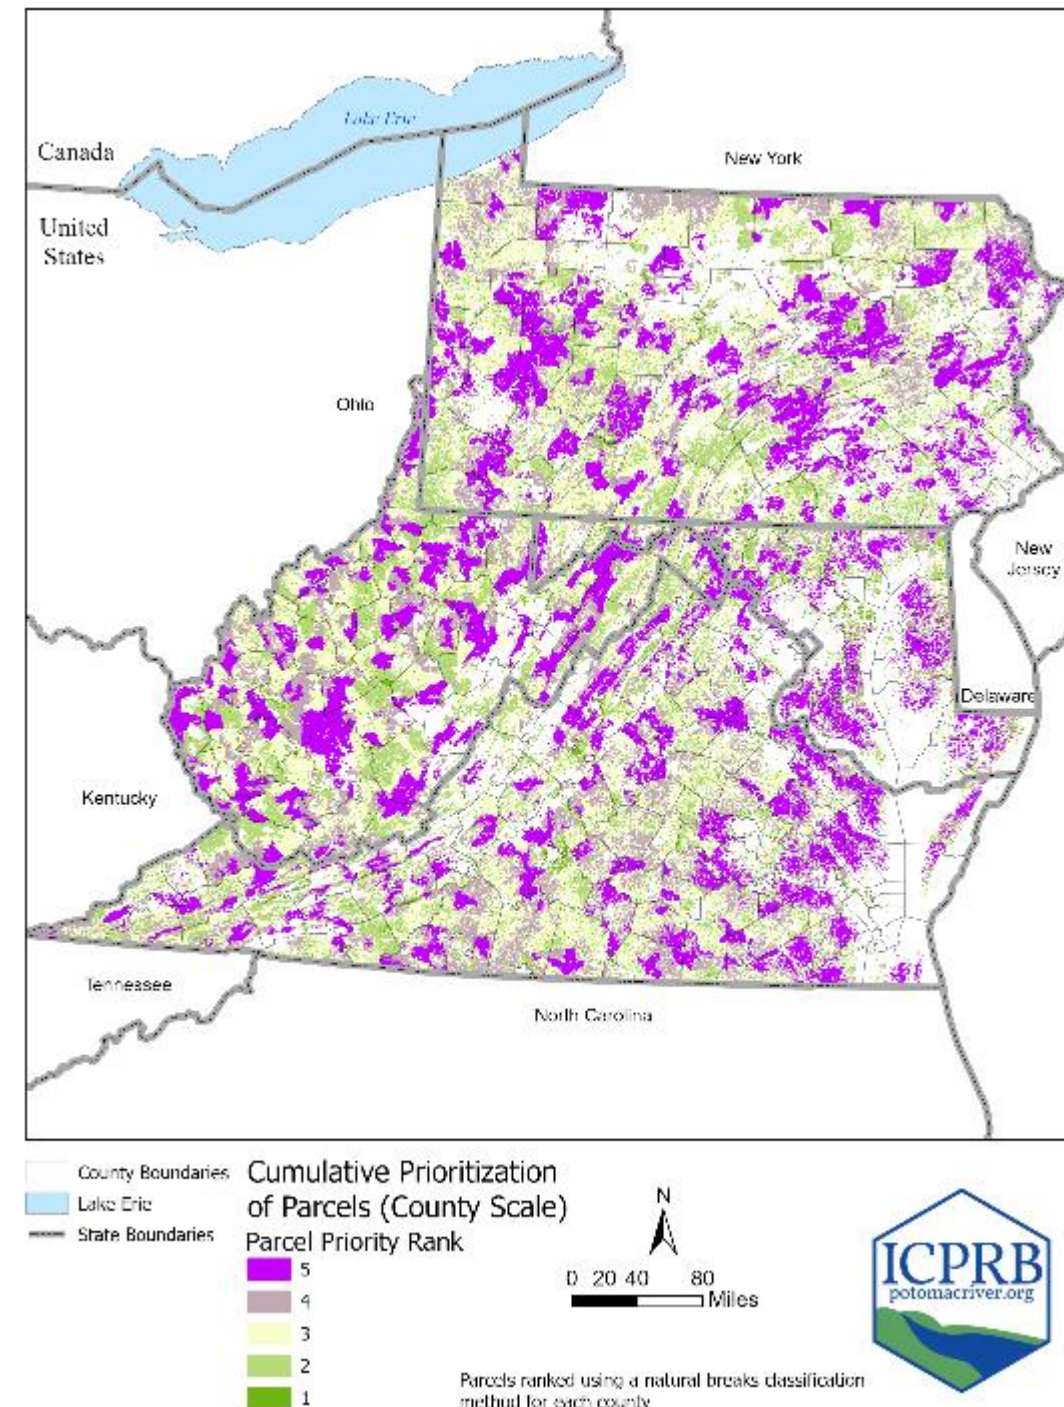 Lake Erie
Canada
United
States
New York
Ohio
New
Jersey
Delaware
Kentucky
Tennessee
North Carolina
County Boundaries
Lake Erie
State Boundaries
Cumulative Prioritization
of Parcels (County Scale)
Parcel Priority Rank
5
4
3
2
1
N
0 20 40 80
Miles
Parcels ranked using a natural breaks classification
method for each county
ICPRB
potomacriver.org